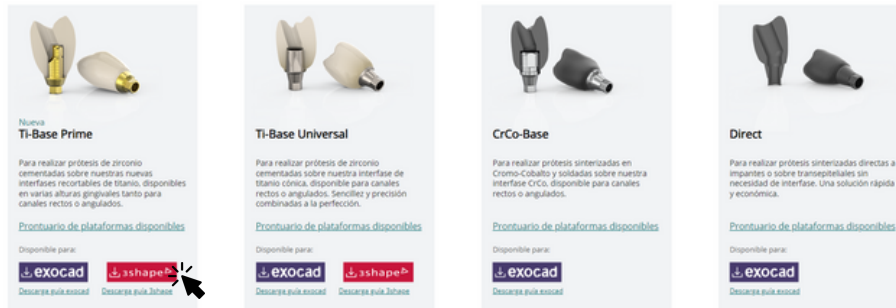 Nueva
Ti-Base Prime
Para realizar prótesis de zirconio
cementadas sobre nuestras nuevas
interfases recortables de titanio, disponibles
en varias alturas gingivales tanto para
canales rectos o angulados.
Prontuario de plataformas disponibles
Disponible para:
exocad
3shape
Descarga guía exocad
Descarga guía 3shape
Ti-Base Universal
Para realizar prótesis de zirconio
cementadas sobre nuestra interfase de
titanio cónica, disponible para canales
rectos o angulados. Sencillez y precisión
combinadas a la perfección.
Prontuario de plataformas disponibles
Disponible para:
exocad
3shape
Descarga guía exocad
Descarga guía 3shape
CrCo-Base
Para realizar prótesis sinterizadas en
Cromo-Cobalto y soldadas sobre nuestra
interfase CrCo, disponible para canales
rectos o angulados.
Prontuario de plataformas disponibles
Disponible para:
exocad
Descarga guía exocad
Direct
Para realizar prótesis sinterizadas directas a
impantes o sobre transepiteliales sin
necesidad de interfase. Una solución rápida
y económica.
Prontuario de plataformas disponibles
Disponible para:
exocad
Descarga guía exocad